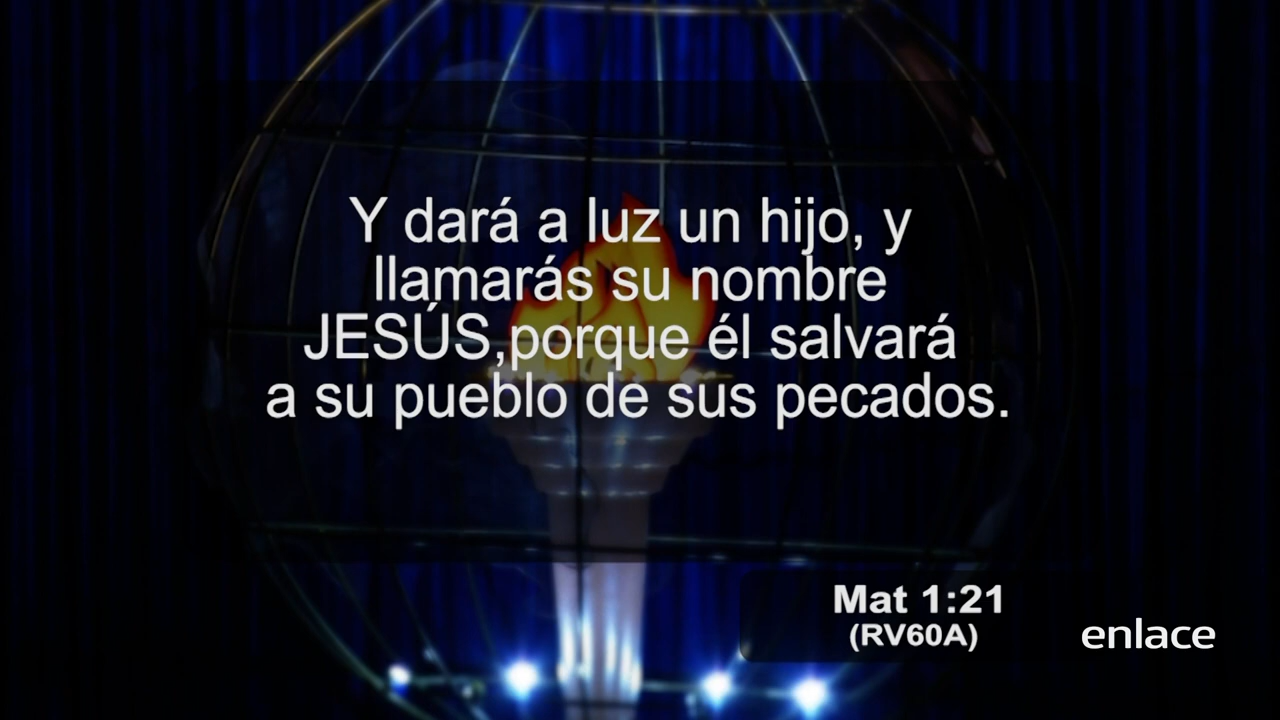 Y dará a luz un hijo, y
llamarás su nombre
JESÚS,porque él salvará
a su pueblo de sus pecados.
Mat 1:21
(RV60A)
enlace